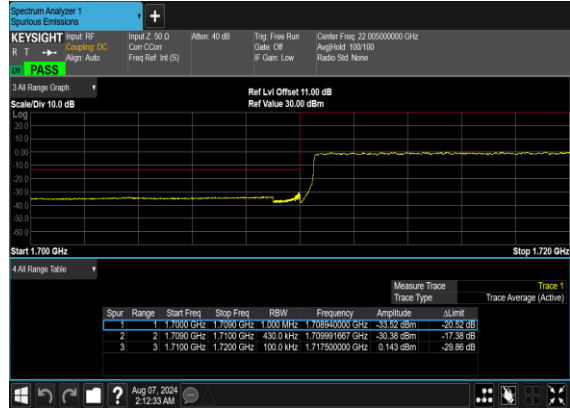 Spectrum Analyzer 1
Spurious Emissions
+
KEYSIGHT Input: RF Input Z: 50 Ω Atten: 40 dB Trig: Free Run Center Freq: 22.005000000 GHz
R T Coupling: DC Corr CCorr Gate: Off Avg|Hold: 100/100
Align: Auto Freq Ref: Int (S) IF Gain: Low Radio Std: None
PASS
3 All Range Graph
Ref Lvl Offset 11.00 dB
Scale/Div 10.0 dB Ref Value 30.00 dBm
Log
20.0
10.0
0.00
-10.0
-20.0
-30.0
-40.0
-50.0
-60.0
Start 1.700 GHz Stop 1.720 GHz
4 All Range Table
Measure Trace Trace 1
Trace Type Trace Average (Active)
Spur Range Start Freq Stop Freq RBW Frequency Amplitude ΔLimit
1 1 1.7000 GHz 1.7090 GHz 1.000 MHz 1.708940000 GHz -33.52 dBm -20.52 dB
2 2 1.7090 GHz 1.7100 GHz 430.0 kHz 1.709991667 GHz -30.38 dBm -17.38 dB
3 3 1.7100 GHz 1.7200 GHz 100.0 kHz 1.717500000 GHz 0.143 dBm -29.86 dB
? Aug 07, 2024
2:12:33 AM